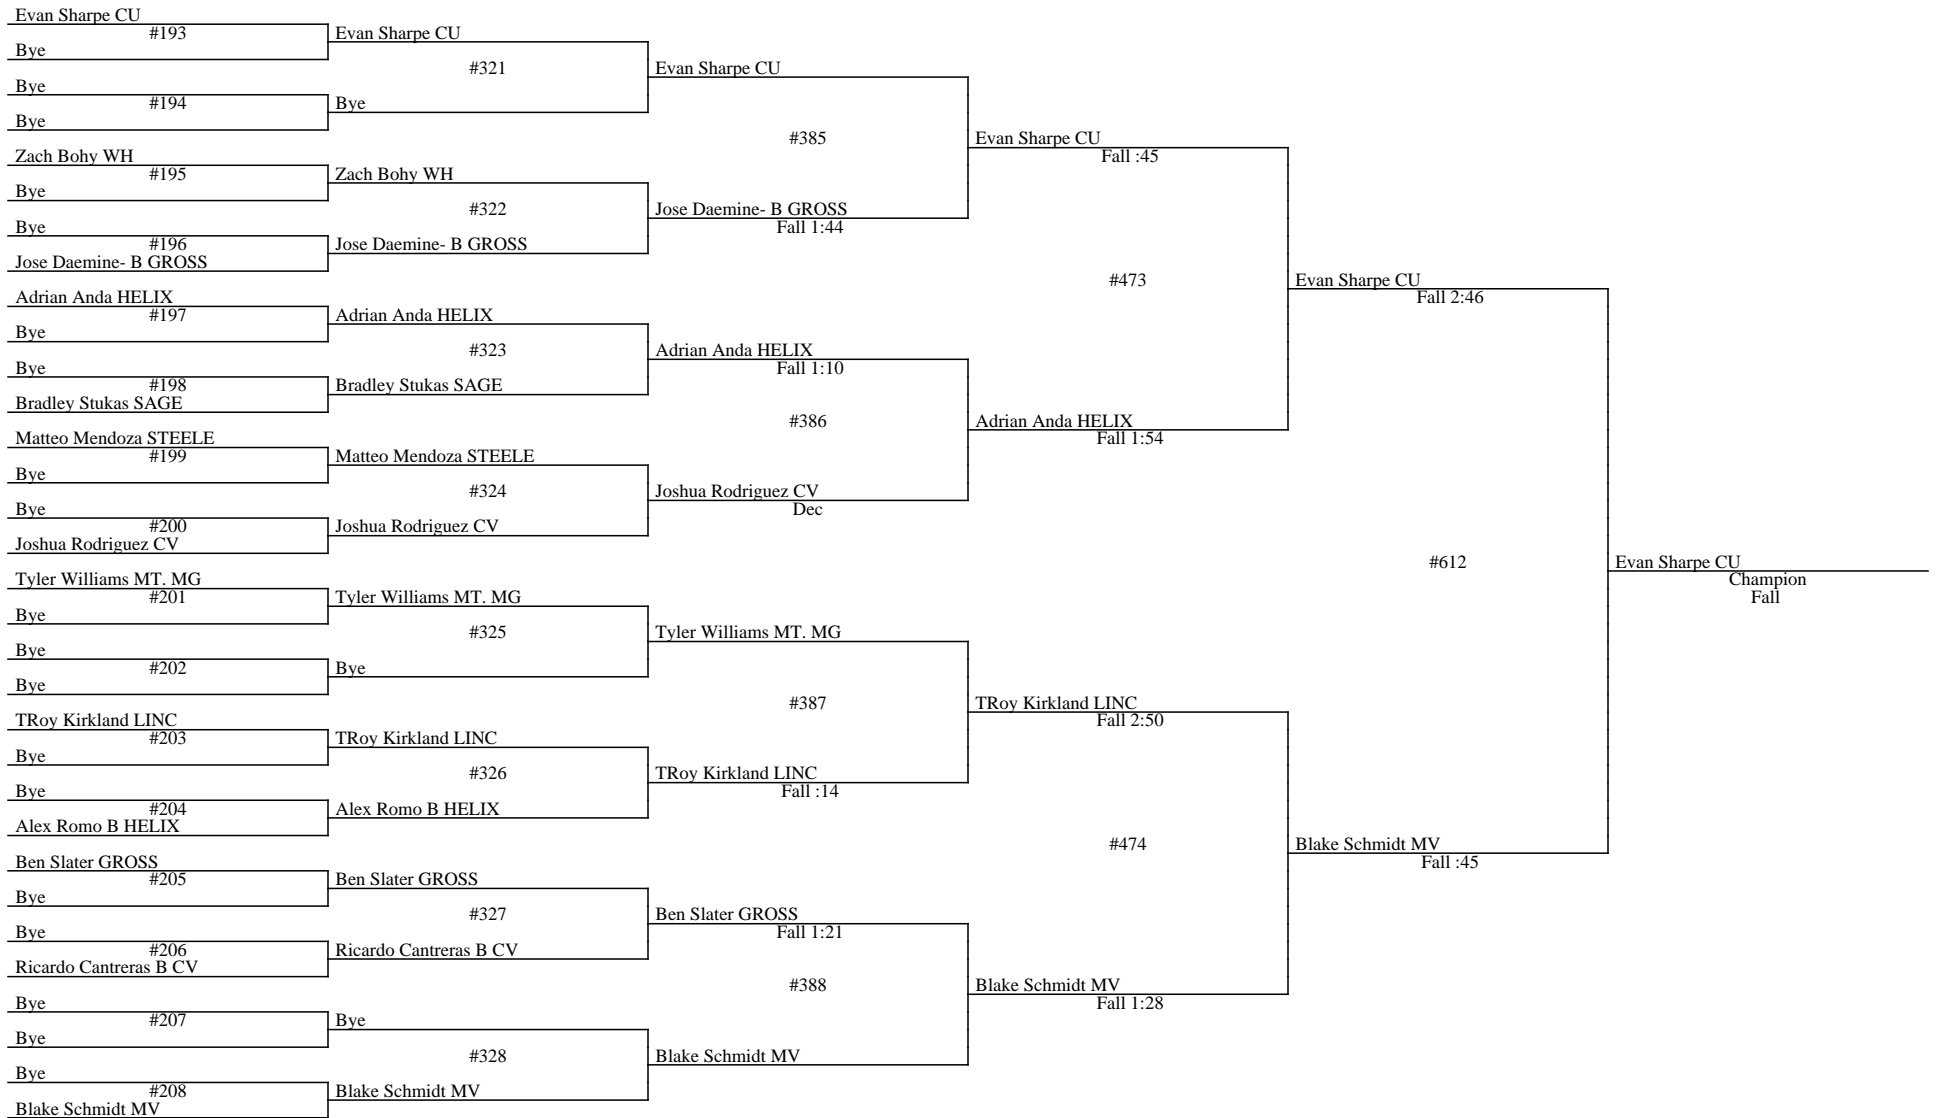 Evan Sharpe CU
#193
Bye
Bye
#194
Bye
Zach Bohy WH
#195
Bye
Bye
#196
Jose Daemine- B GROSS
Adrian Anda HELIX
#197
Bye
Bye
#198
Bradley Stukas SAGE
Matteo Mendoza STEELE
#199
Bye
Bye
#200
Joshua Rodriguez CV
Tyler Williams MT. MG
#201
Bye
Bye
#202
Bye
TRoy Kirkland LINC
#203
Bye
Bye
#204
Alex Romo B HELIX
Ben Slater GROSS
#205
Bye
Bye
#206
Ricardo Cantreras B CV
Bye
#207
Bye
Bye
#208
Blake Schmidt MV
Evan Sharpe CU
#321
Bye
Zach Bohy WH
#322
Jose Daemine- B GROSS
Adrian Anda HELIX
#323
Bradley Stukas SAGE
Matteo Mendoza STEELE
#324
Joshua Rodriguez CV
Tyler Williams MT. MG
#325
Bye
TRoy Kirkland LINC
#326
Alex Romo B HELIX
Ben Slater GROSS
#327
Ricardo Cantreras B CV
Bye
#328
Blake Schmidt MV
Evan Sharpe CU
#385
Jose Daemine- B GROSS
Fall 1:44
Adrian Anda HELIX
Fall 1:10
#386
Joshua Rodriguez CV
Dec
Tyler Williams MT. MG
#387
TRoy Kirkland LINC
Fall :14
Ben Slater GROSS
Fall 1:21
#388
Blake Schmidt MV
Evan Sharpe CU
Fall :45
#473
Adrian Anda HELIX
Fall 1:54
TRoy Kirkland LINC
Fall 2:50
#474
Blake Schmidt MV
Fall 1:28
Evan Sharpe CU
Fall 2:46
#612
Blake Schmidt MV
Fall :45
Evan Sharpe CU
Champion
Fall